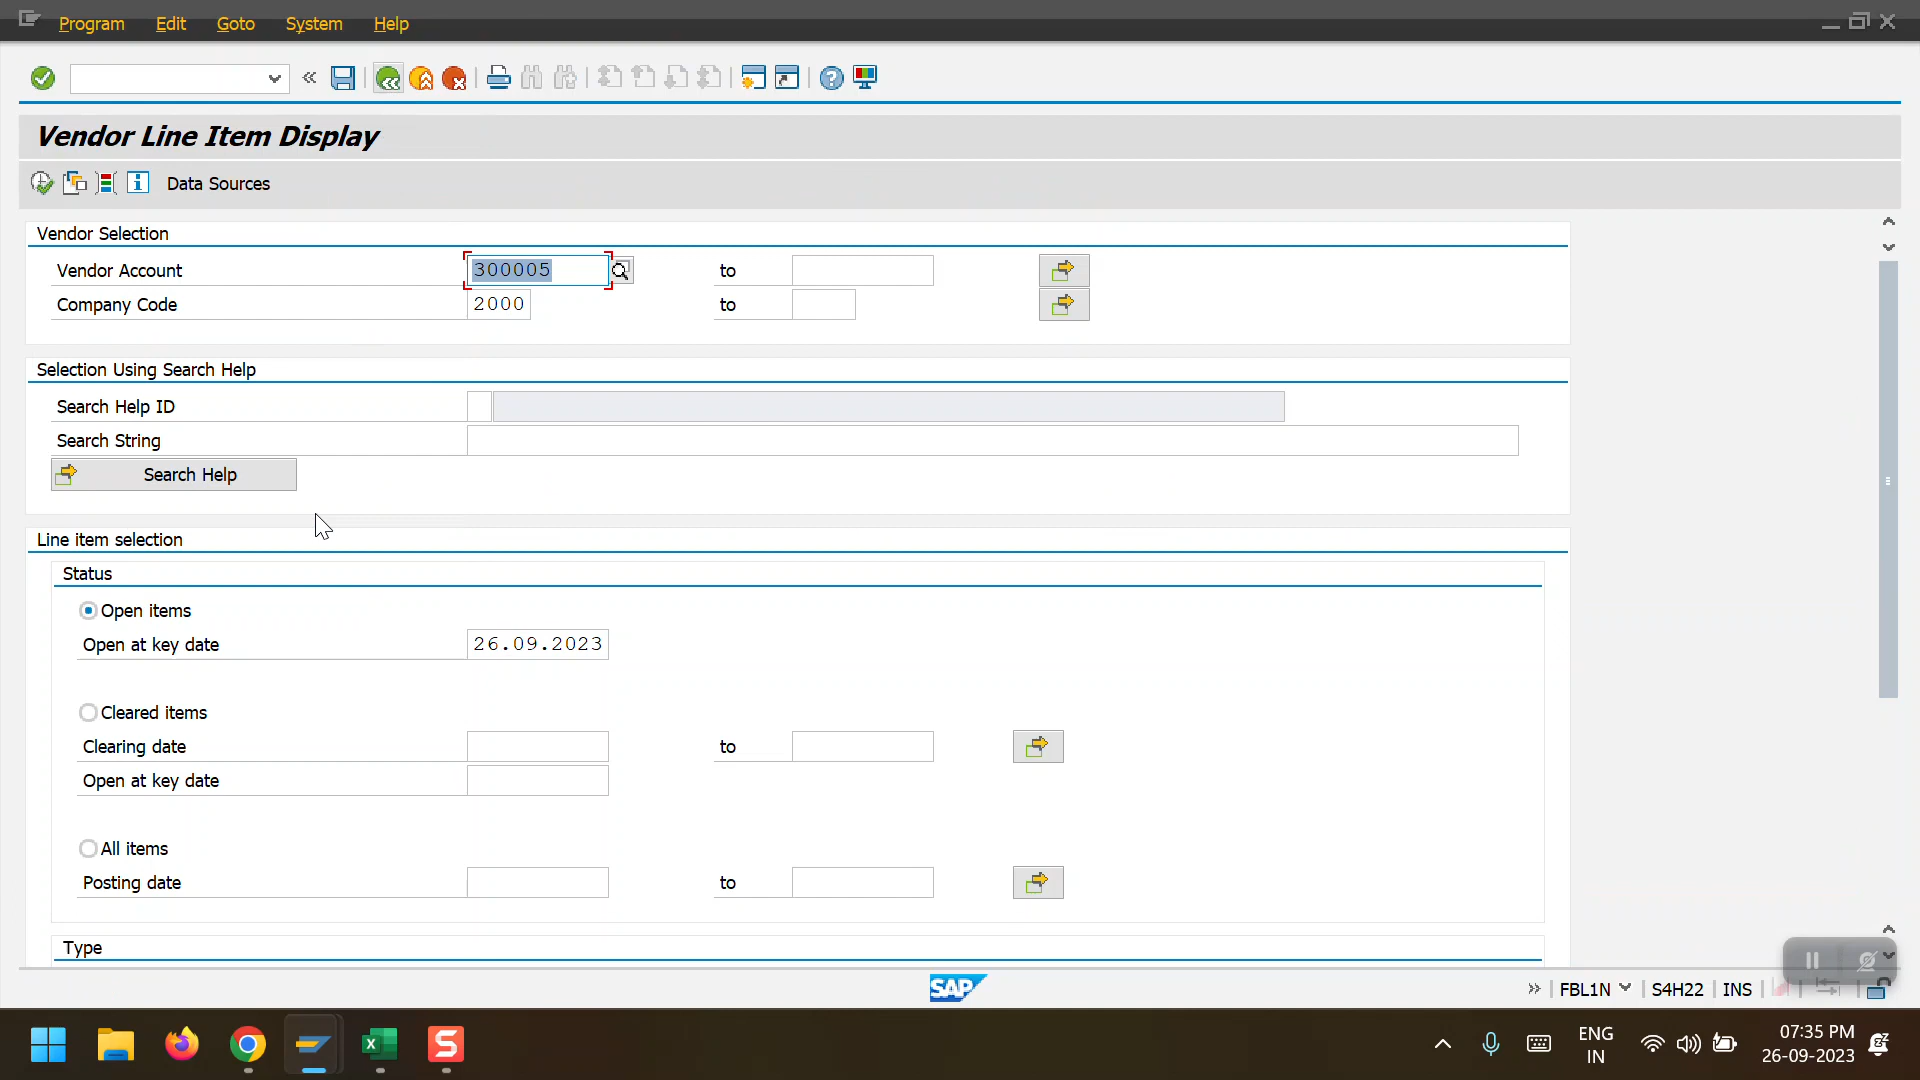 Program Edit Goto System Help
Vendor Line Item Display
Data Sources
Vendor Selection
Vendor Account 300005 to
Company Code 2000 to
Selection Using Search Help
Search Help ID
Search String
Search Help
Line item selection
Status
Open items
Open at key date 26.09.2023
Cleared items
Clearing date to
Open at key date
All items
Posting date to
Type
SAP FBL1N S4H22 INS
ENG 07:35 PM
IN 26-09-2023